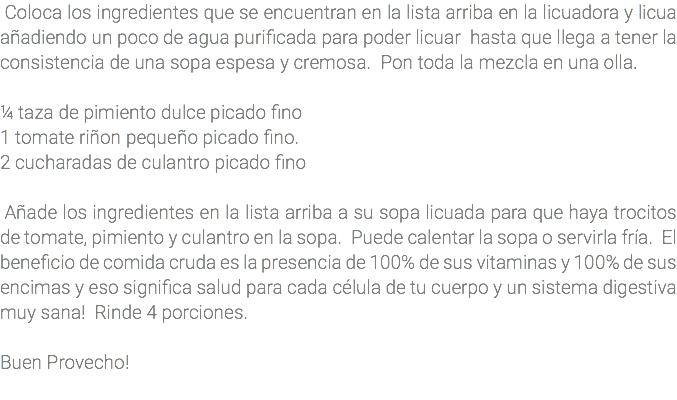 Coloca los ingredientes que se encuentran en la lista arriba en la licuadora y licua
añadiendo un poco de agua purificada para poder licuar hasta que llega a tener la
consistencia de una sopa espesa y cremosa. Pon toda la mezcla en una olla.
¼ taza de pimiento dulce picado fino
1 tomate riñon pequeño picado fino.
2 cucharadas de culantro picado fino
Añade los ingredientes en la lista arriba a su sopa licuada para que haya trocitos
de tomate, pimiento y culantro en la sopa. Puede calentar la sopa o servirla fría. El
beneficio de comida cruda es la presencia de 100% de sus vitaminas y 100% de sus
encimas y eso significa salud para cada célula de tu cuerpo y un sistema digestiva
muy sana! Rinde 4 porciones.
Buen Provecho!